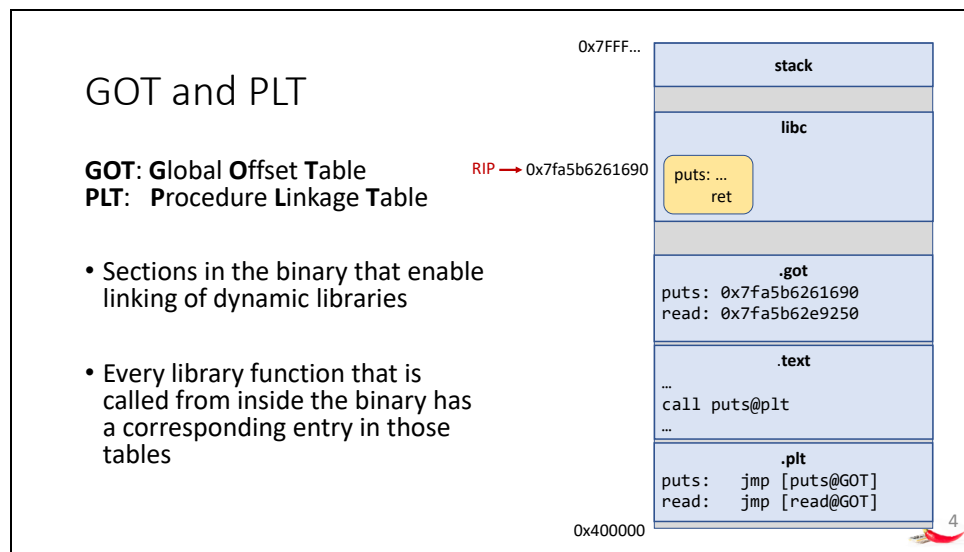 GOT and PLT
GOT: Global Offset Table
PLT: Procedure Linkage Table
• Sections in the binary that enable
linking of dynamic libraries
• Every library function that is
called from inside the binary has
a corresponding entry in those
tables
0x7FFF…
stack
libc
RIP → 0x7fa5b6261690
puts: …
ret
.got
puts: 0x7fa5b6261690
read: 0x7fa5b62e9250
.text
…
call puts@plt
…
.plt
puts: jmp [puts@GOT]
read: jmp [read@GOT]
0x400000
4